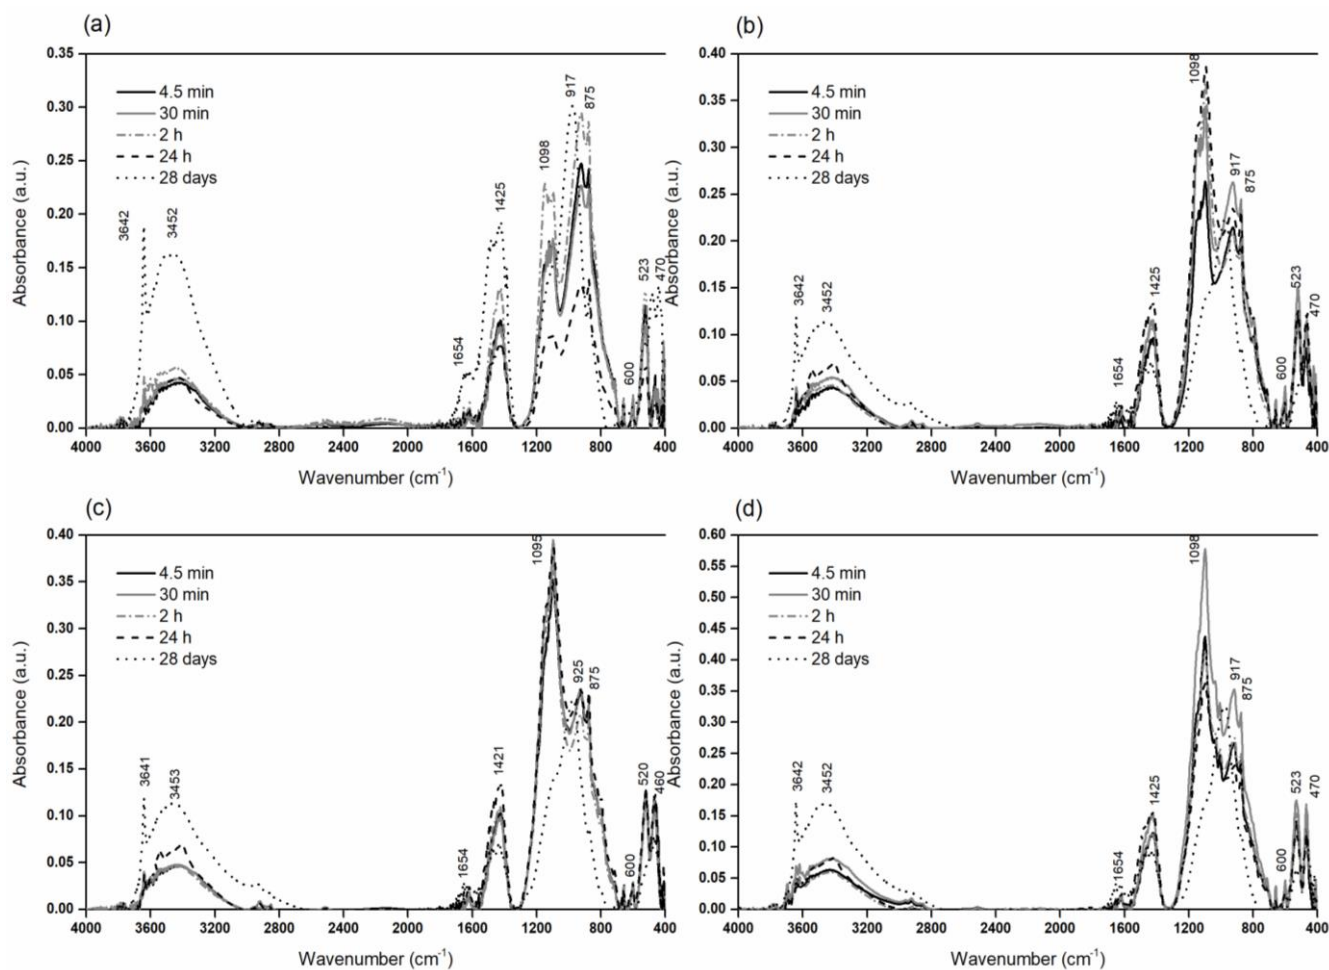 (a)
0.35
0.30
0.25
0.20
0.15
0.10
0.05
0.00
Absorbance (a.u.)
4.5 min
30 min
2 h
24 h
28 days
3642
3452
1654
1425
1098
917
875
600
523
470
4000 3600 3200 2800 2400 2000 1600 1200 800 400
Wavenumber (cm⁻¹)
(b)
0.40
0.35
0.30
0.25
0.20
0.15
0.10
0.05
0.00
Absorbance (a.u.)
4.5 min
30 min
2 h
24 h
28 days
3642
3452
1654
1425
1098
917
875
600
523
470
4000 3600 3200 2800 2400 2000 1600 1200 800 400
Wavenumber (cm⁻¹)
(c)
0.40
0.35
0.30
0.25
0.20
0.15
0.10
0.05
0.00
Absorbance (a.u.)
4.5 min
30 min
2 h
24 h
28 days
3641
3453
1654
1421
1095
925
875
600
520
460
4000 3600 3200 2800 2400 2000 1600 1200 800 400
Wavenumber (cm⁻¹)
(d)
0.60
0.55
0.50
0.45
0.40
0.35
0.30
0.25
0.20
0.15
0.10
0.05
0.00
Absorbance (a.u.)
4.5 min
30 min
2 h
24 h
28 days
3642
3452
1654
1425
1098
917
875
600
523
470
4000 3600 3200 2800 2400 2000 1600 1200 800 400
Wavenumber (cm⁻¹)